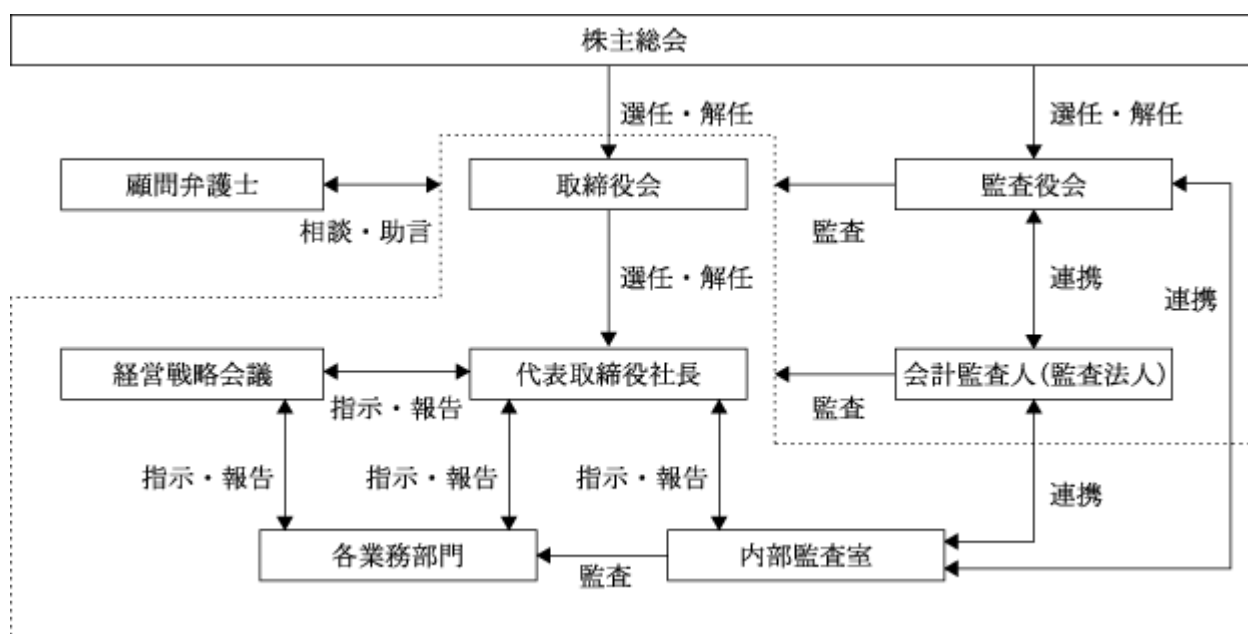 株主総会
選任・解任
選任・解任
顧問弁護士
取締役会
監査役会
相談・助言
監査
選任・解任
連携
連携
経営戦略会議
代表取締役社長
会計監査人(監査法人)
指示・報告
監査
指示・報告
指示・報告
指示・報告
連携
各業務部門
内部監査室
監査